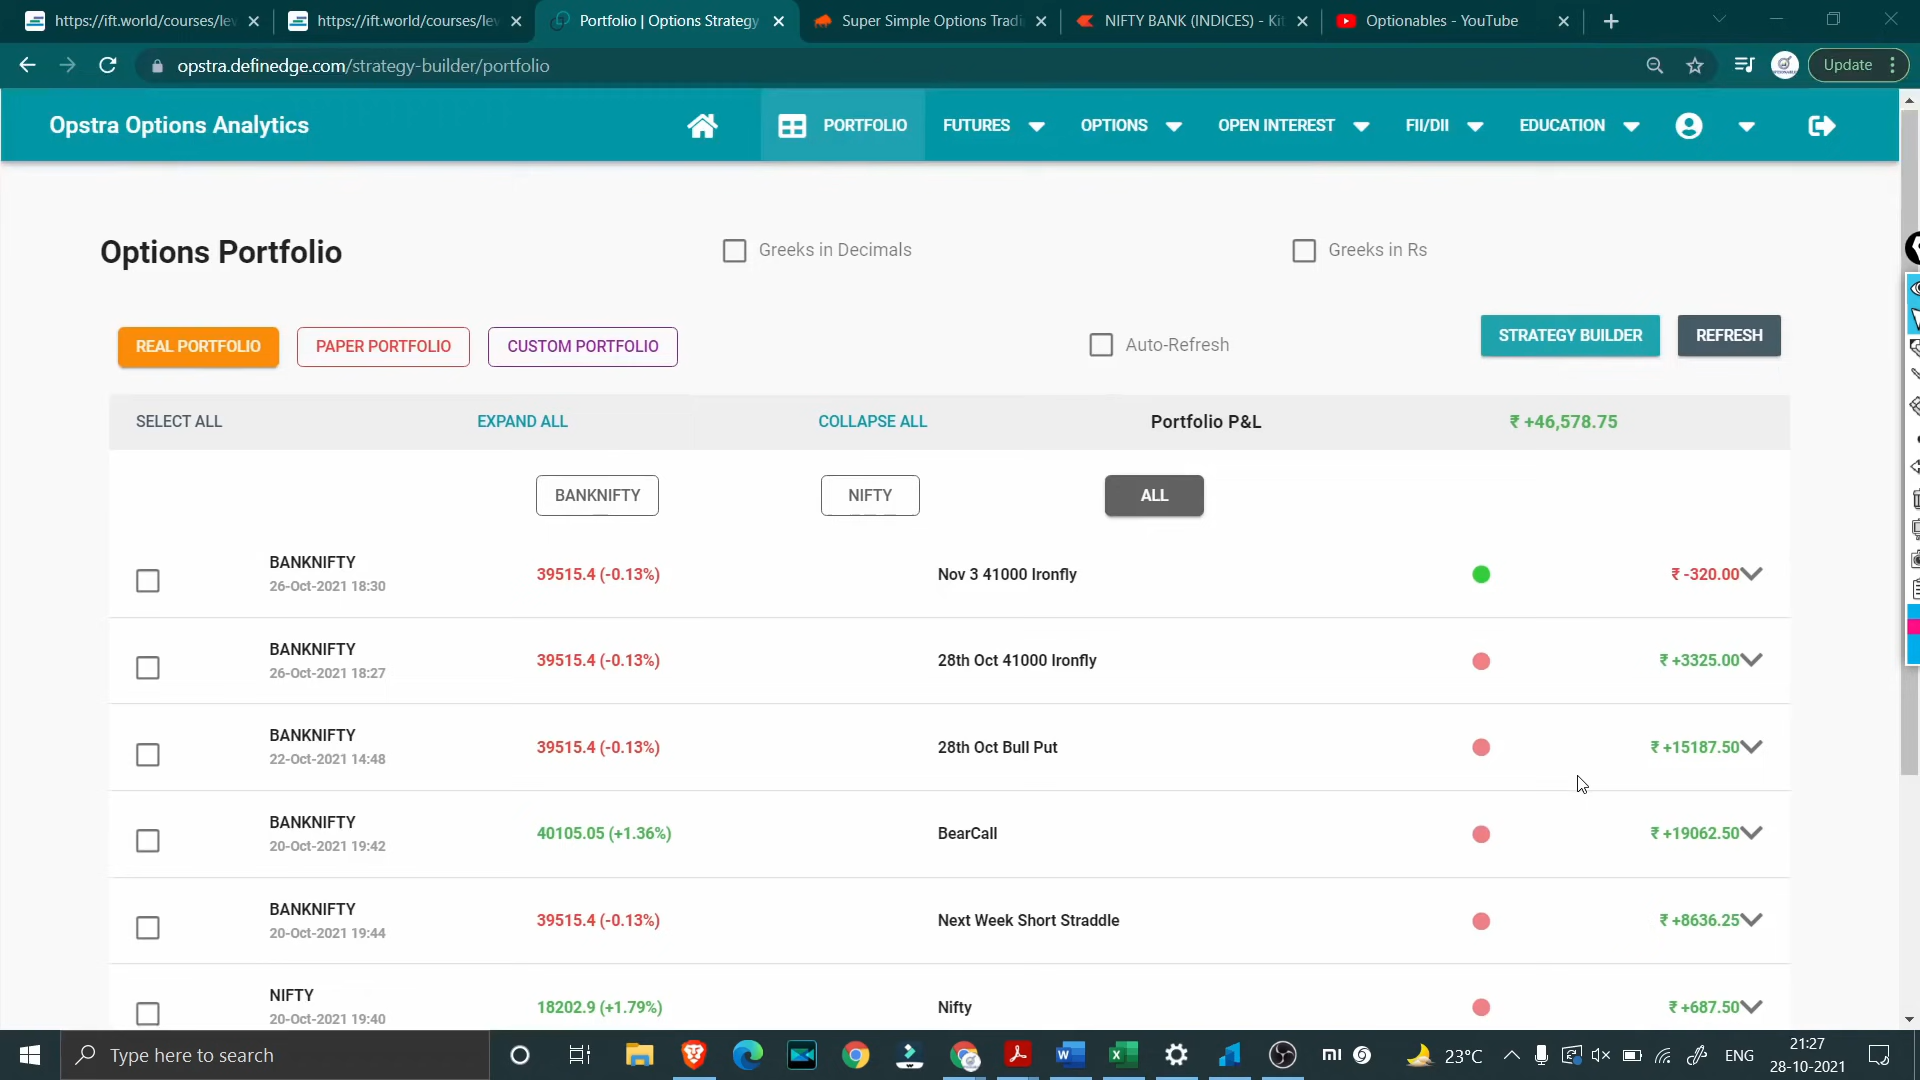 https://ift.world/courses/lev
https://ift.world/courses/lev
Portfolio | Options Strategy
Super Simple Options Tradi
NIFTY BANK (INDICES) - Kit
Optionables - YouTube
opstra.definedge.com/strategy-builder/portfolio
Update
Opstra Options Analytics
PORTFOLIO
FUTURES
OPTIONS
OPEN INTEREST
FII/DII
EDUCATION
Options Portfolio
Greeks in Decimals
Greeks in Rs
REAL PORTFOLIO
PAPER PORTFOLIO
CUSTOM PORTFOLIO
Auto-Refresh
STRATEGY BUILDER
REFRESH
SELECT ALL
EXPAND ALL
COLLAPSE ALL
Portfolio P&L
₹ +46,578.75
BANKNIFTY
NIFTY
ALL
BANKNIFTY
26-Oct-2021 18:30
39515.4 (-0.13%)
Nov 3 41000 Ironfly
₹ -320.00
BANKNIFTY
26-Oct-2021 18:27
39515.4 (-0.13%)
28th Oct 41000 Ironfly
₹ +3325.00
BANKNIFTY
22-Oct-2021 14:48
39515.4 (-0.13%)
28th Oct Bull Put
₹ +15187.50
BANKNIFTY
20-Oct-2021 19:42
40105.05 (+1.36%)
BearCall
₹ +19062.50
BANKNIFTY
20-Oct-2021 19:44
39515.4 (-0.13%)
Next Week Short Straddle
₹ +8636.25
NIFTY
20-Oct-2021 19:40
18202.9 (+1.79%)
Nifty
₹ +687.50
Type here to search
23°C
ENG
21:27
28-10-2021